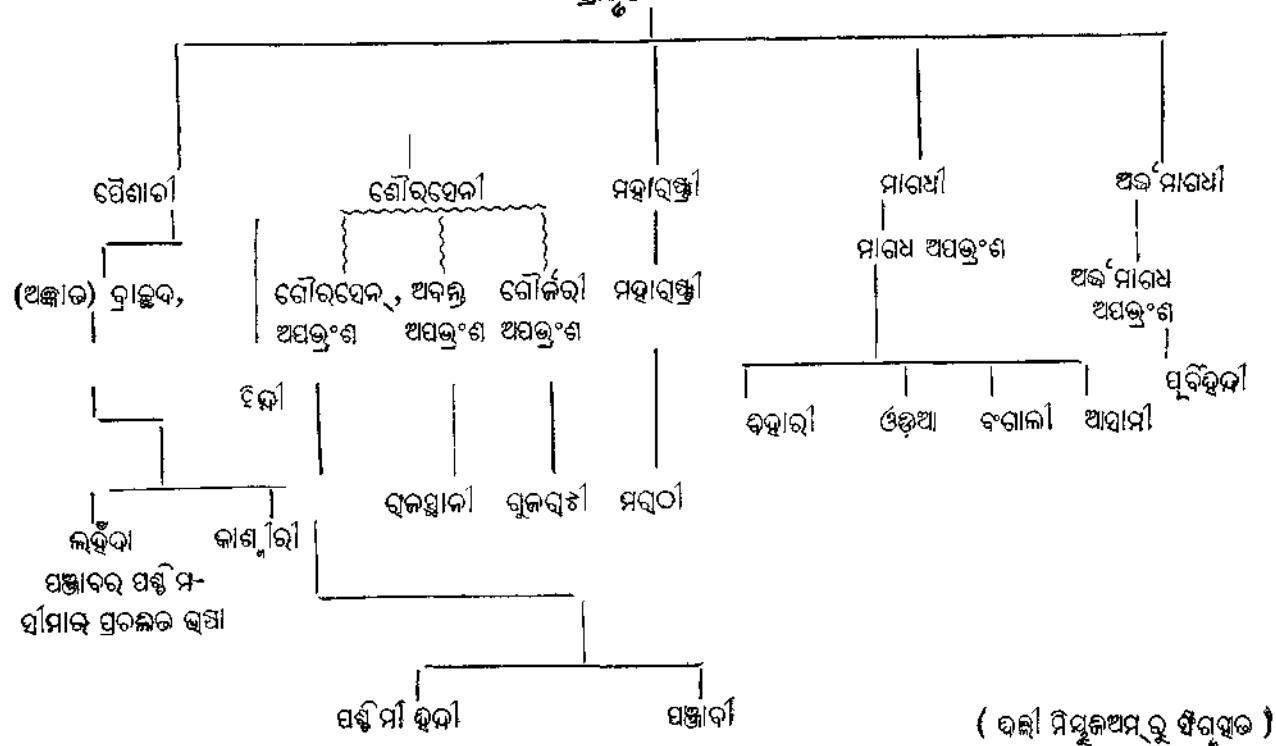 ପୈଶାଚୀ ଶୌରସେନୀ ମହାରାଷ୍ଟ୍ରୀ ମାଗଧୀ ଅର୍ଦ୍ଧମାଗଧୀ
ମାଗଧ ଅପଭ୍ରଂଶ
(ଅଜ୍ଞାତ) ବ୍ରାଚ୍ଛଦ, ଶୌରସେନ୍, ଅବନ୍ତ ଗୌର୍ଜରୀ ମହାରାଷ୍ଟ୍ରୀ ଅର୍ଦ୍ଧମାଗଧ
ଅପଭ୍ରଂଶ ଅପଭ୍ରଂଶ ଅପଭ୍ରଂଶ ଅପଭ୍ରଂଶ
ହିନ୍ଦୀ ପୂର୍ବିହିନ୍ଦୀ
ବିହାରୀ ଓଡ଼ିଆ ବଂଗାଳୀ ଆସାମୀ
ରାଜସ୍ଥାନୀ ଗୁଜରାଟୀ ମରାଠୀ
ଲହଁଦା କାଶ୍ମୀରୀ
ପଞ୍ଜାବର ପଶ୍ଚିମ-
ସୀମାର ପ୍ରଚଳିତ ଭାଷା
ପଶ୍ଚିମୀ ହିନ୍ଦୀ ପଞ୍ଜାବୀ
( ଦିଲ୍ଲୀ ମିୟୁଜିଅମ୍ ରୁ ସଂଗୃହୀତ )